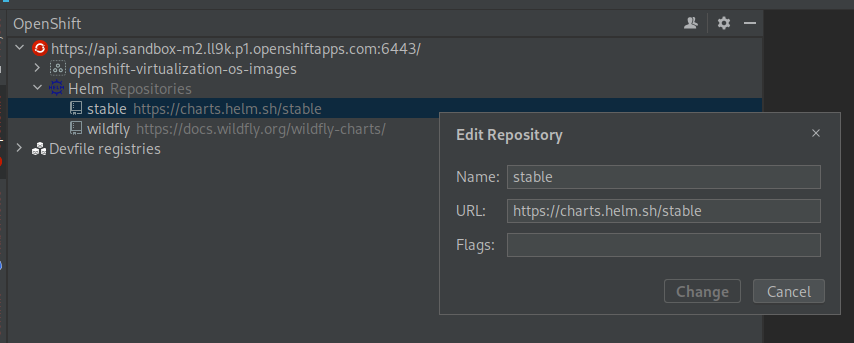 OpenShift
https://api.sandbox-m2.ll9k.p1.openshiftapps.com:6443/
openshift-virtualization-os-images
Helm Repositories
stable https://charts.helm.sh/stable
wildfly https://docs.wildfly.org/wildfly-charts/
Devfile registries
Edit Repository
Name: stable
URL: https://charts.helm.sh/stable
Flags:
Change Cancel